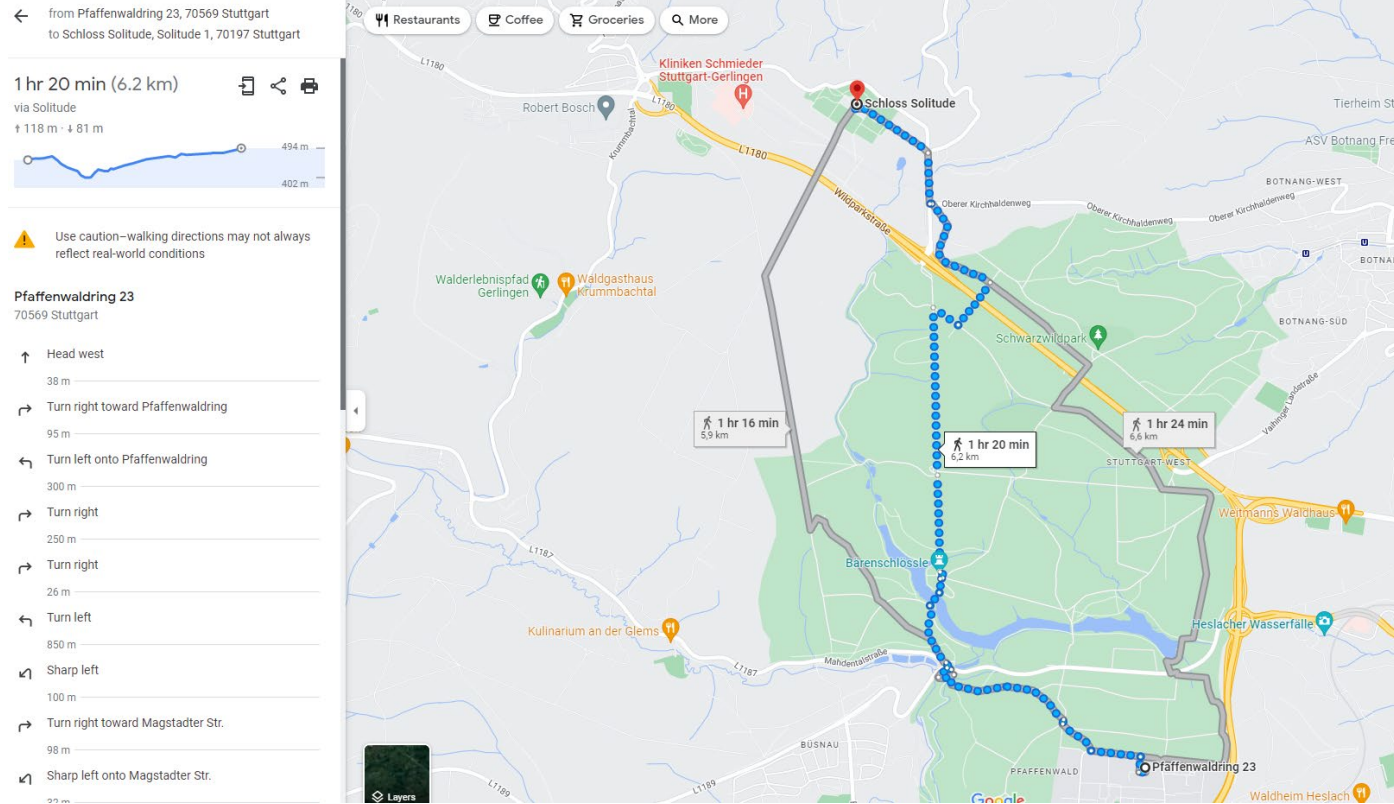 from Pfaffenwaldring 23, 70569 Stuttgart
to Schloss Solitude, Solitude 1, 70197 Stuttgart
1 hr 20 min (6.2 km)
via Solitude
118 m · 81 m
494 m
402 m
Use caution–walking directions may not always
reflect real-world conditions
Pfaffenwaldring 23
70569 Stuttgart
Head west
38 m
Turn right toward Pfaffenwaldring
95 m
Turn left onto Pfaffenwaldring
300 m
Turn right
250 m
Turn right
26 m
Turn left
850 m
Sharp left
100 m
Turn right toward Magstadter Str.
98 m
Sharp left onto Magstadter Str.
32 m
Restaurants
Coffee
Groceries
More
L1180
L1180
Kliniken Schmieder
Stuttgart-Gerlingen
Robert Bosch
L1180
Krummbachtal
Schloss Solitude
Tierheim St
ASV Botnang Fre
L1180
Wildparkstraße
BOTNANG-WEST
Oberer Kirchhaldenweg
Oberer Kirchhaldenweg
Oberer Kirchhaldenweg
BOTNA
Walderlebnispfad
Gerlingen
Waldgasthaus
Krummbachtal
BOTNANG-SÜD
Schwarzwildpark
Vaihinger Landstraße
1 hr 16 min
5,9 km
1 hr 20 min
6,2 km
1 hr 24 min
6,6 km
STUTTGART-WEST
Weitmanns Waldhaus
L1187
Bärenschlössle
Heslacher Wasserfälle
Kulinarium an der Glems
Mahdentalstraße
L1187
BÜSNAU
PFAFFENWALD
Pfaffenwaldring 23
L1189
L1189
Layers
Google
Waldheim Heslach